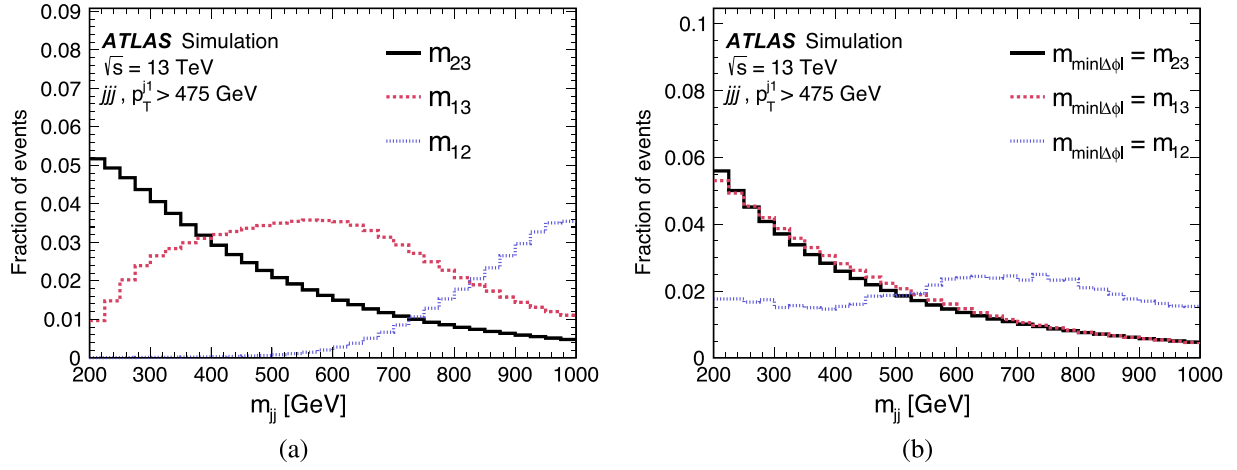 ATLAS Simulation
√s = 13 TeV
jjj , p_T^j1 > 475 GeV
m23
m13
m12
Fraction of events
0.09
0.08
0.07
0.06
0.05
0.04
0.03
0.02
0.01
0
200 300 400 500 600 700 800 900 1000
mjj [GeV]
(a)
ATLAS Simulation
√s = 13 TeV
jjj , p_T^j1 > 475 GeV
m_min|Δϕ| = m23
m_min|Δϕ| = m13
m_min|Δϕ| = m12
Fraction of events
0.1
0.08
0.06
0.04
0.02
0
200 300 400 500 600 700 800 900 1000
mjj [GeV]
(b)